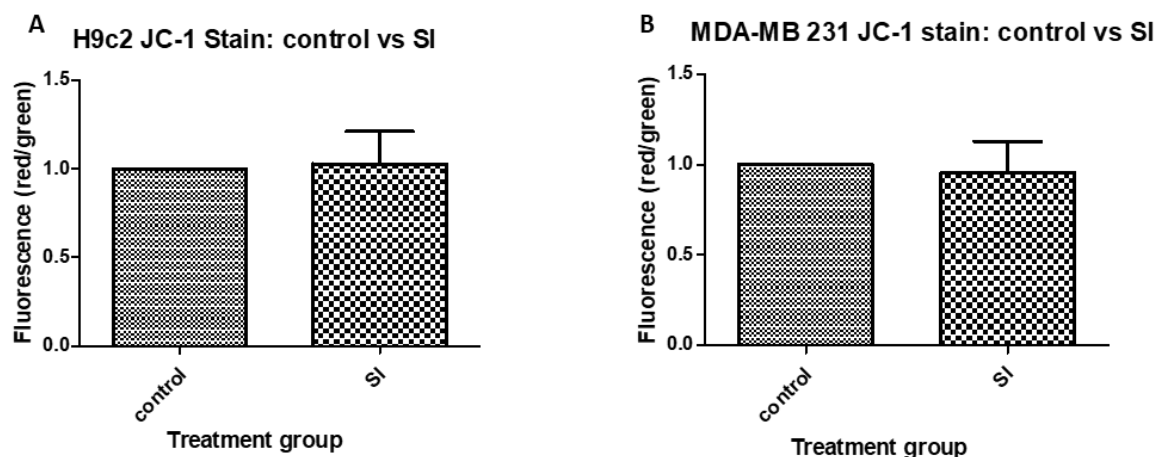 A
H9c2 JC-1 Stain: control vs SI
Fluorescence (red/green)
1.5
1.0
0.5
0.0
control
SI
Treatment group
B
MDA-MB 231 JC-1 stain: control vs SI
Fluorescence (red/green)
1.5
1.0
0.5
0.0
control
SI
Treatment group